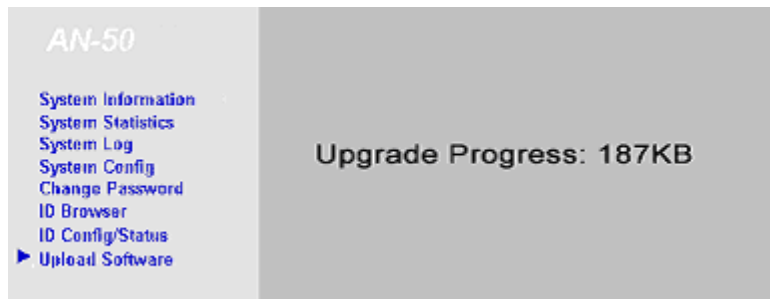 AN-50
System Information
System Statistics
System Log
System Config
Change Password
ID Browser
ID Config/Status
Upload Software
Upgrade Progress: 187KB